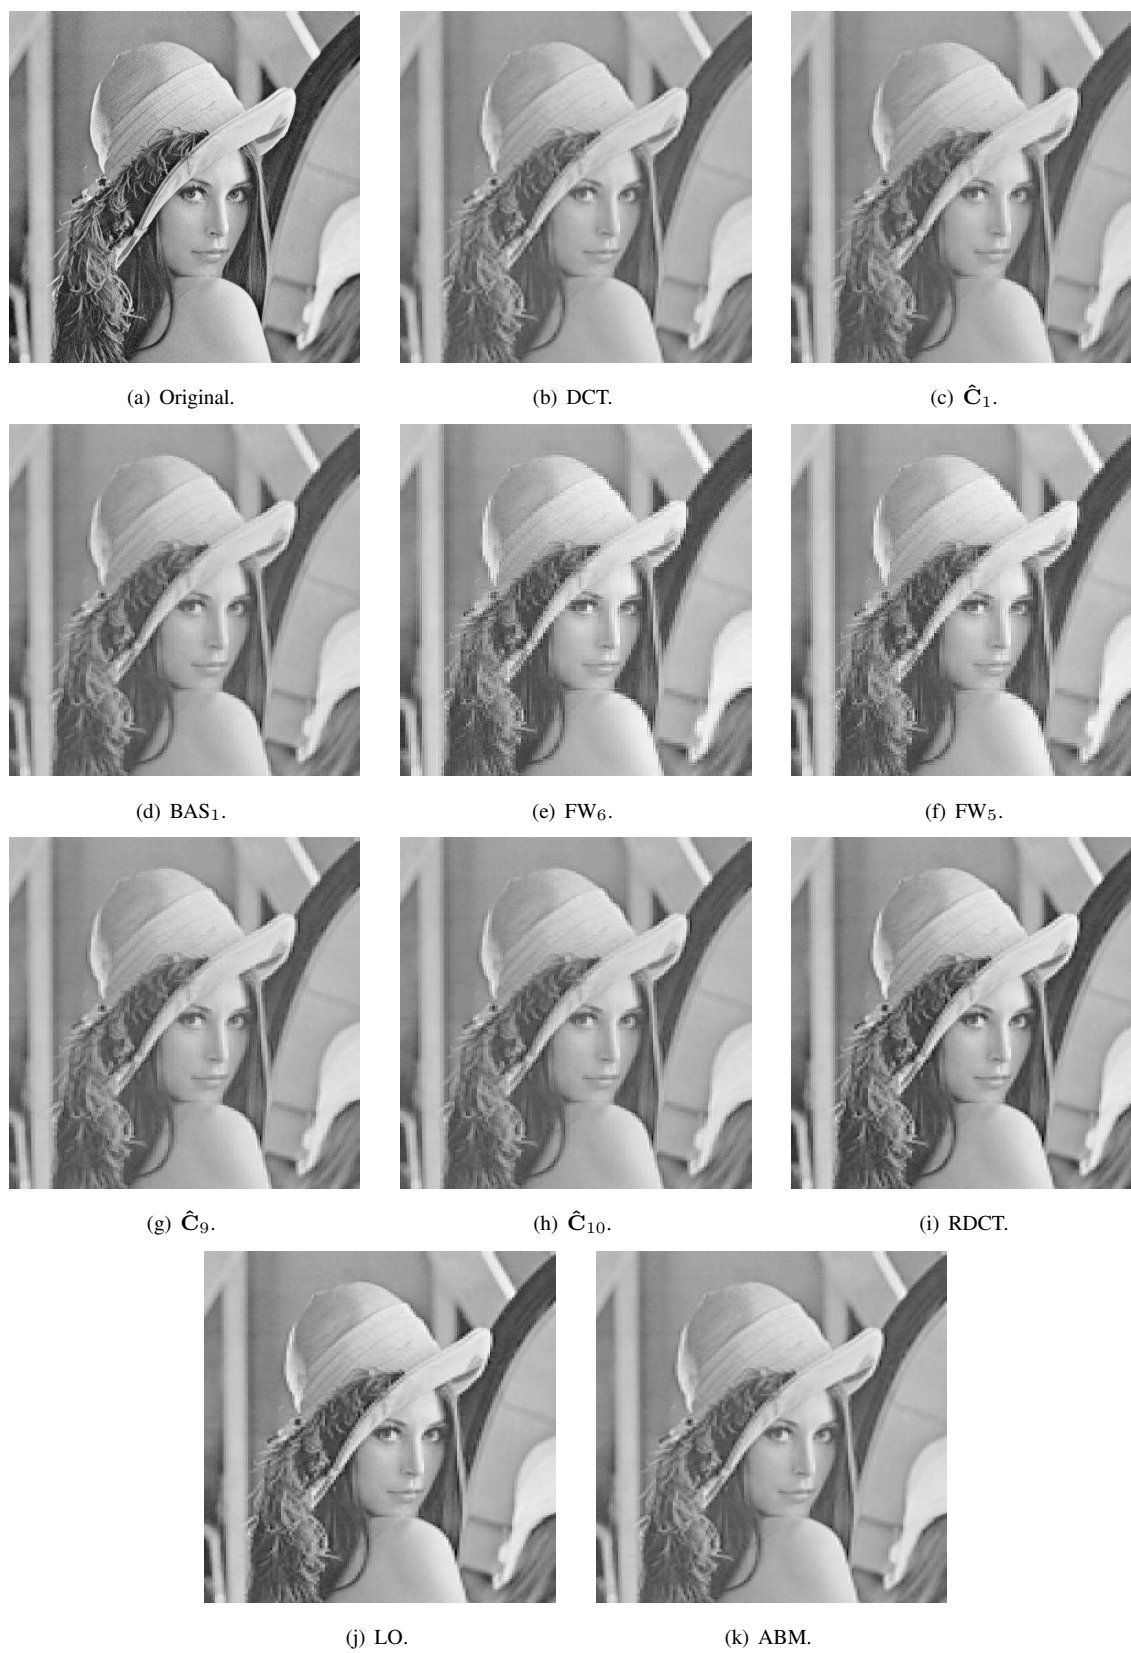 (a) Original.
(b) DCT.
(c) Ĉ₁.
(d) BAS₁.
(e) FW₆.
(f) FW₅.
(g) Ĉ₉.
(h) Ĉ₁₀.
(i) RDCT.
(j) LO.
(k) ABM.